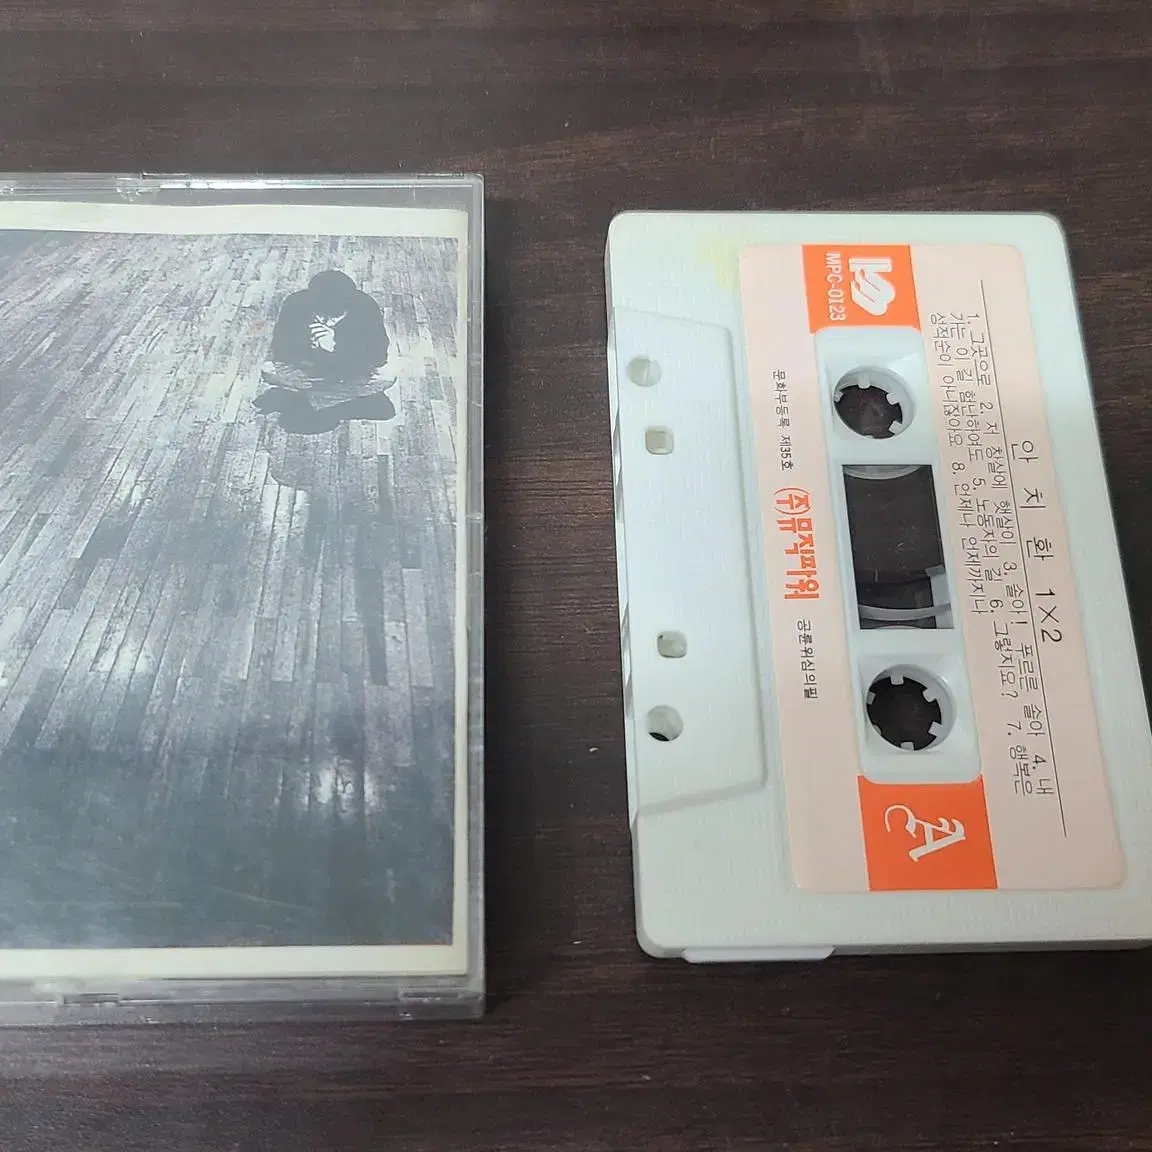 안 치 환 1×2
1. 그곳으로 2. 저 창살에 햇살이 3. 솔아! 푸르른 솔아 4. 내
가는 이 길 험난하여도 5. 노동자의 길 6. 그렇지요? 7. 행복은
성적순이 아니잖아요 8. 언제나 언제까지나
MPC-0123
A
문화부등록 제35호 (주)뮤직파워 공륜위심의필